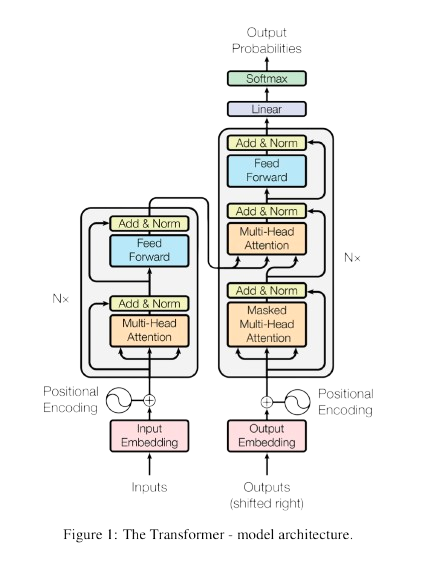 Output
Probabilities
Softmax
Linear
Add & Norm
Feed
Forward
Add & Norm
Multi-Head
Attention
Add & Norm
Masked
Multi-Head
Attention
Nx
Add & Norm
Feed
Forward
Add & Norm
Multi-Head
Attention
Nx
Positional
Encoding
Positional
Encoding
Input
Embedding
Output
Embedding
Inputs
Outputs
(shifted right)
Figure 1: The Transformer - model architecture.